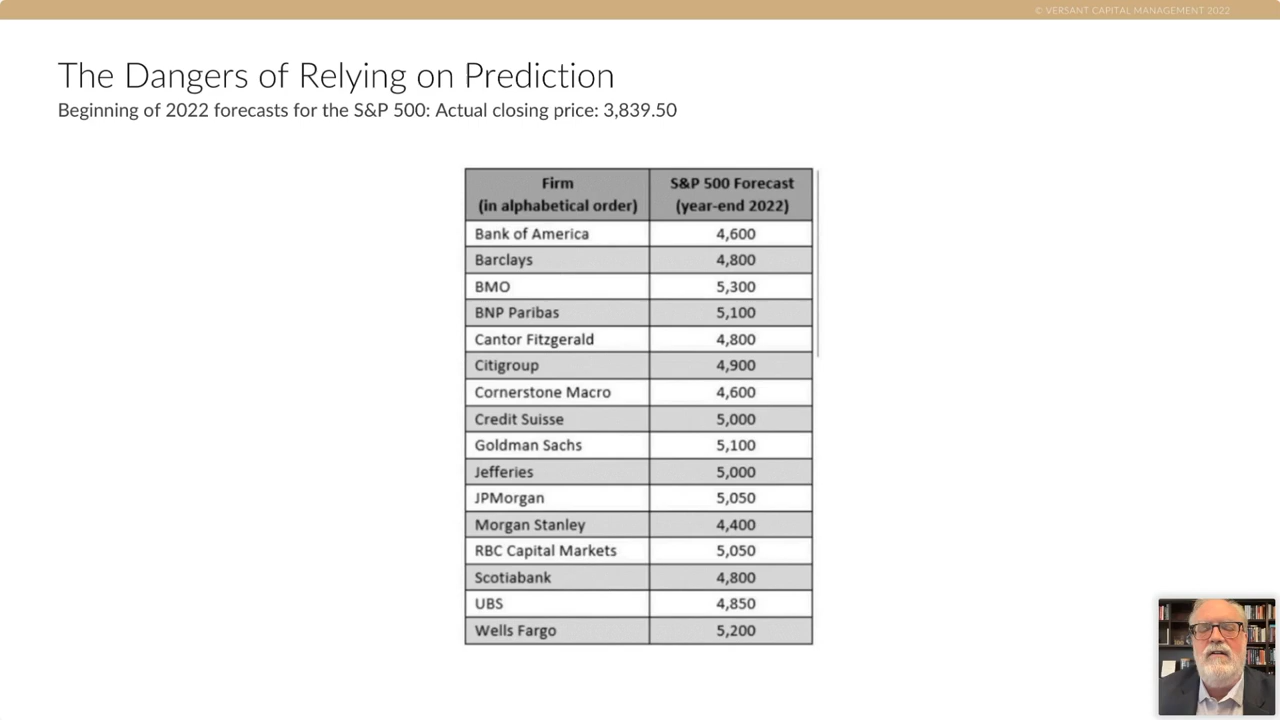 © VERSANT CAPITAL MANAGEMENT 2022
The Dangers of Relying on Prediction
Beginning of 2022 forecasts for the S&P 500: Actual closing price: 3,839.50
Firm (in alphabetical order) S&P 500 Forecast (year-end 2022)
Bank of America 4,600
Barclays 4,800
BMO 5,300
BNP Paribas 5,100
Cantor Fitzgerald 4,800
Citigroup 4,900
Cornerstone Macro 4,600
Credit Suisse 5,000
Goldman Sachs 5,100
Jefferies 5,000
JPMorgan 5,050
Morgan Stanley 4,400
RBC Capital Markets 5,050
Scotiabank 4,800
UBS 4,850
Wells Fargo 5,200